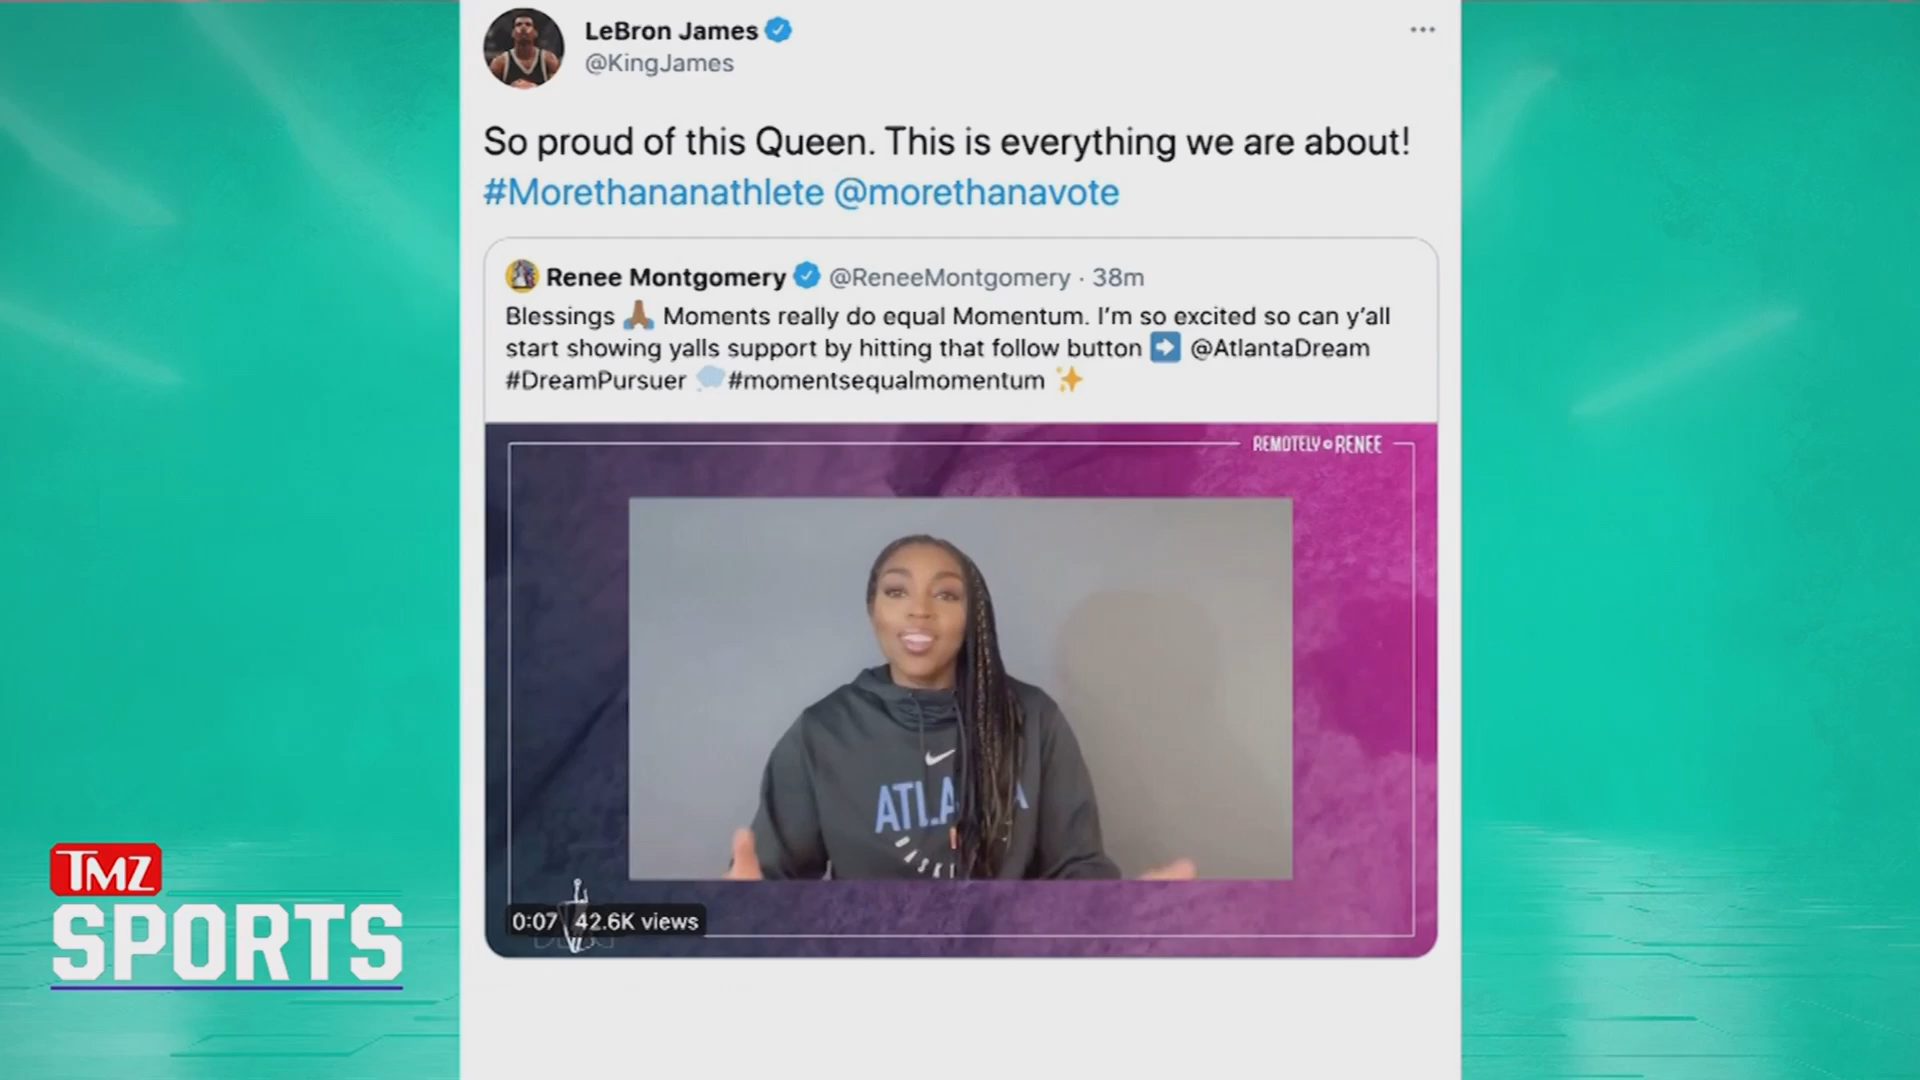 LeBron James
@KingJames
So proud of this Queen. This is everything we are about!
#Morethananathlete @morethanavote
Renee Montgomery @ReneeMontgomery · 38m
Blessings 🙏🏾 Moments really do equal Momentum. I'm so excited so can y'all
start showing yalls support by hitting that follow button ➡️ @AtlantaDream
#DreamPursuer 💭#momentsequalmomentum ✨
REMOTELY RENEE
ATLA A
BASK
0:07 42.6K views
TMZ
SPORTS